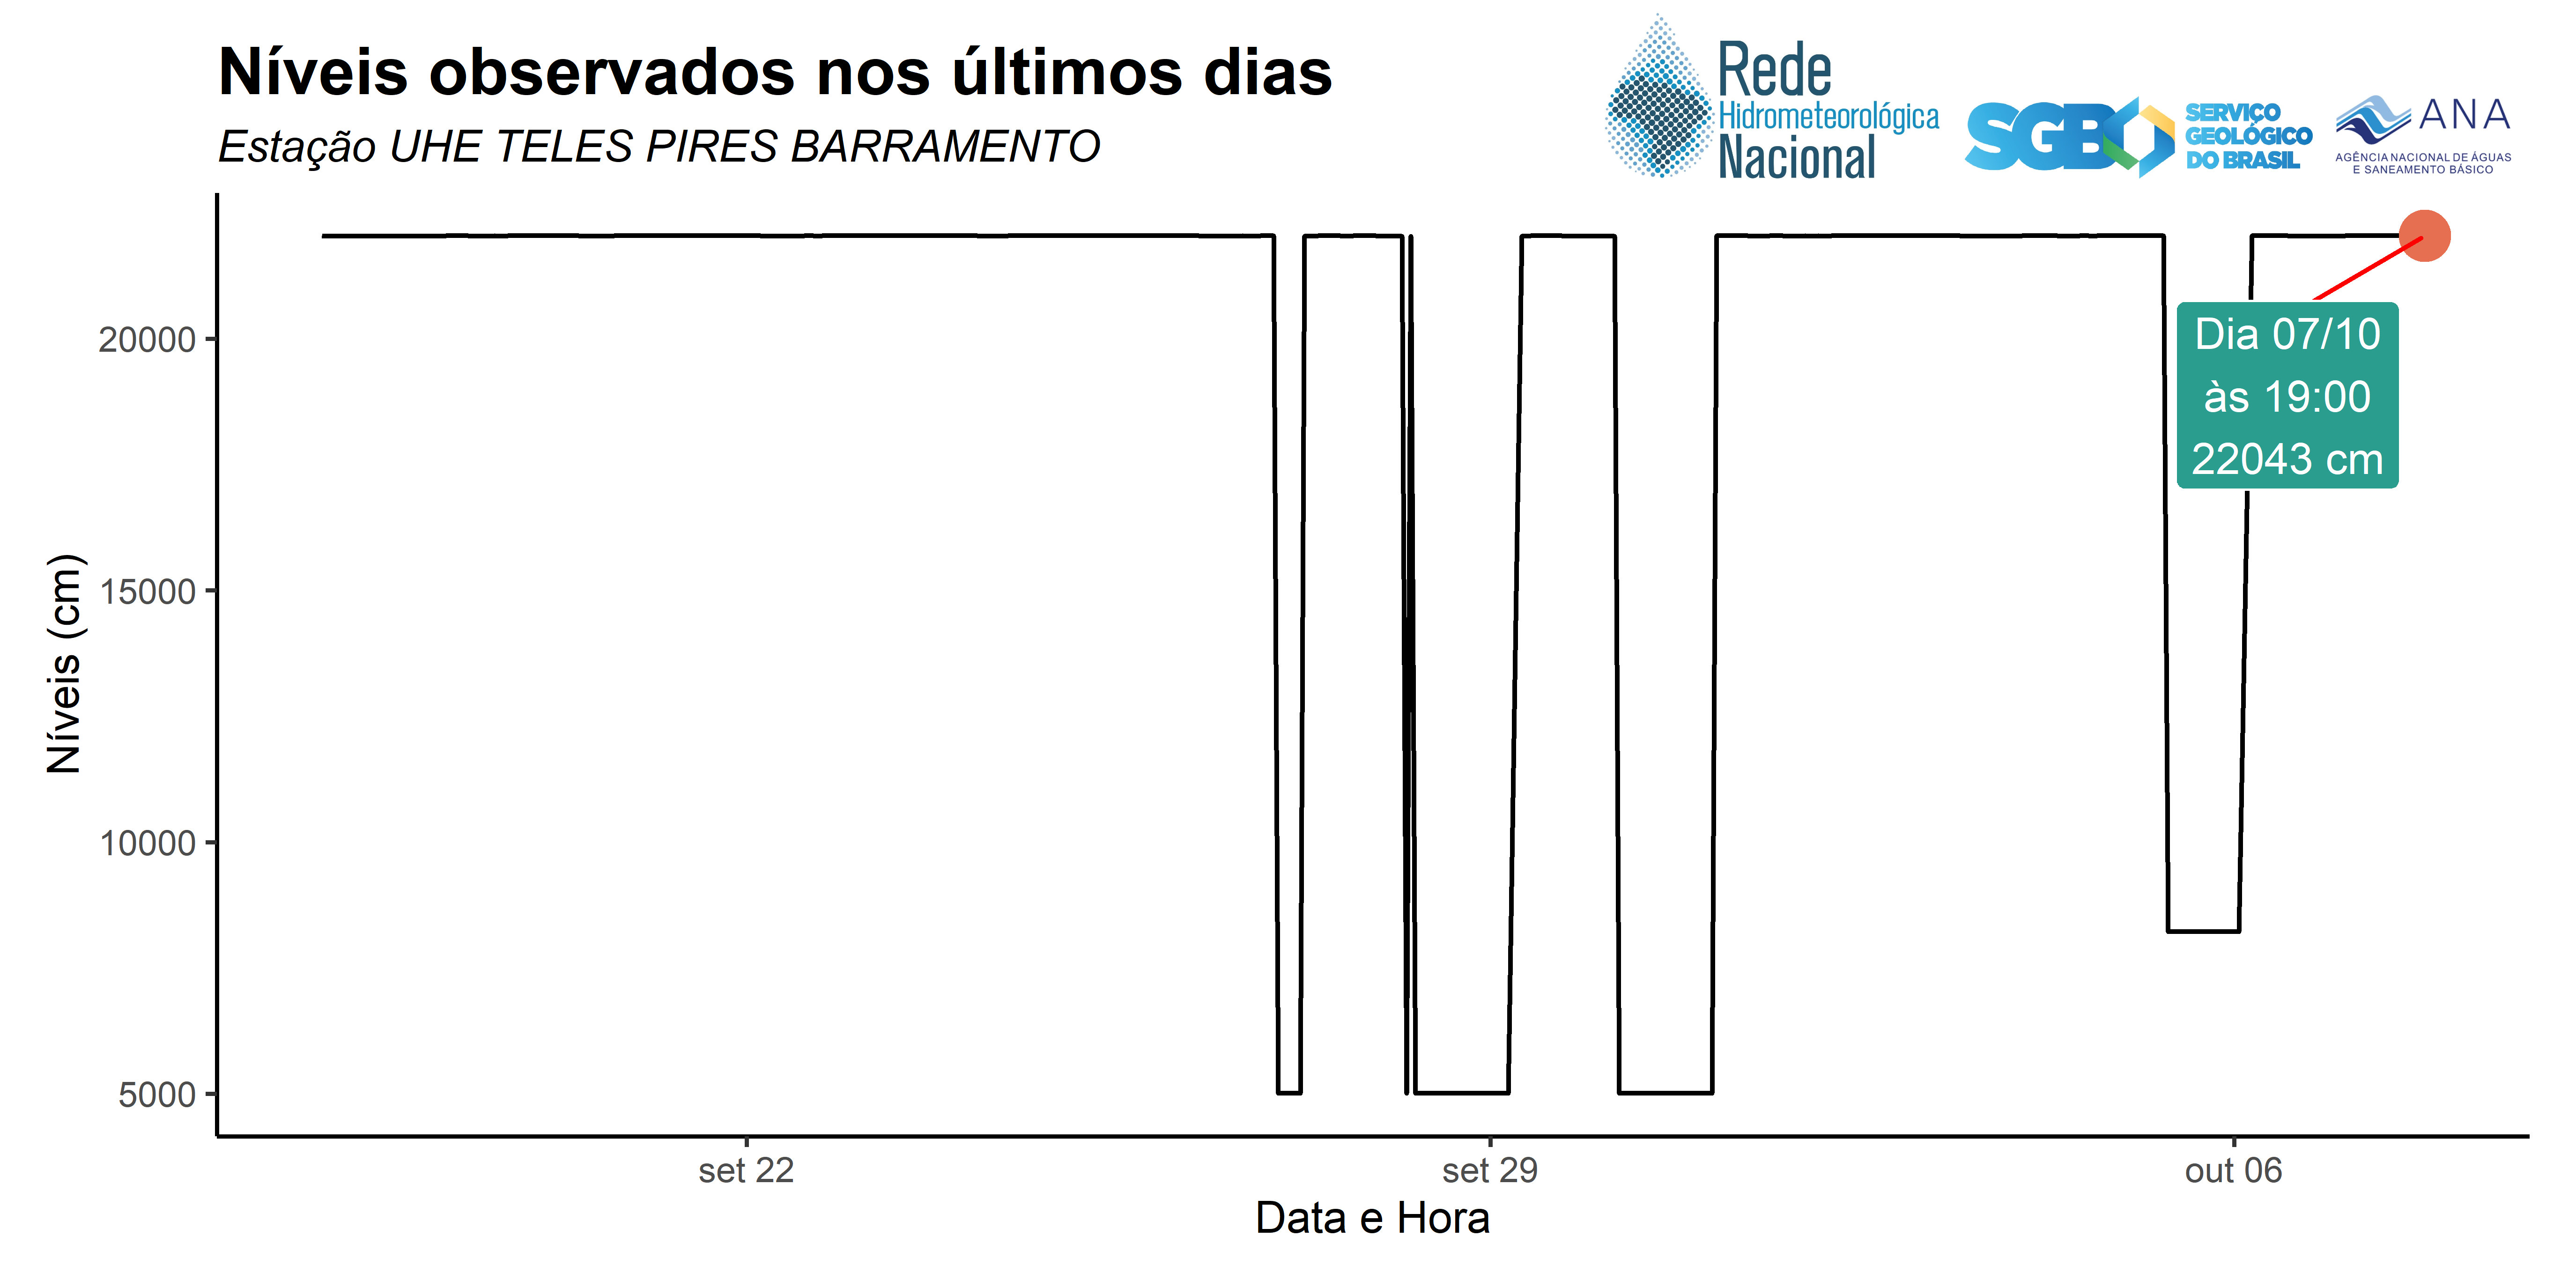 Níveis observados nos últimos dias
Estação UHE TELES PIRES BARRAMENTO
Rede
Hidrometeorológica
Nacional
SGB
SERVIÇO
GEOLÓGICO
DO BRASIL
ANA
AGÊNCIA NACIONAL DE ÁGUAS
E SANEAMENTO BÁSICO
Níveis (cm)
20000
15000
10000
5000
Dia 07/10
às 19:00
22043 cm
set 22
set 29
out 06
Data e Hora